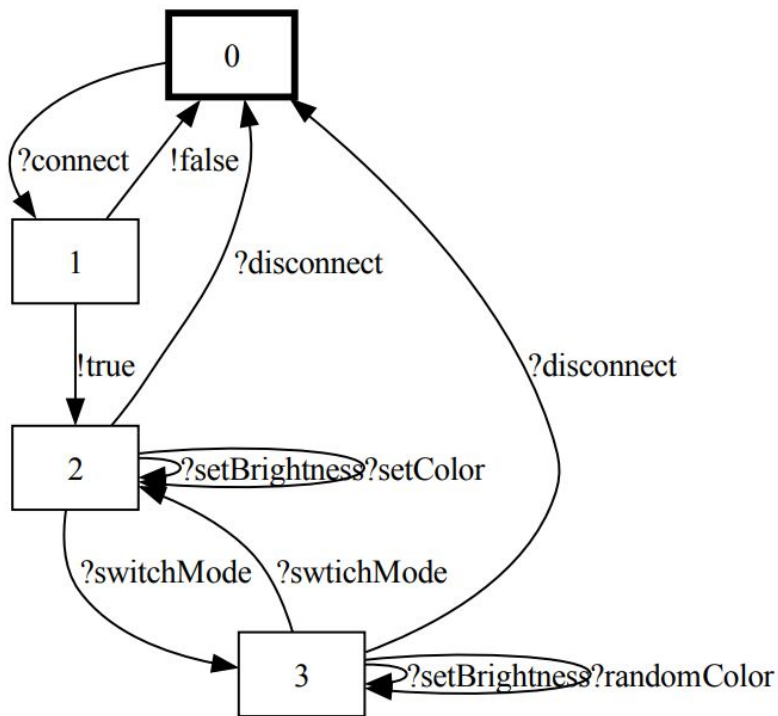 0
?connect
!false
1
?disconnect
!true
?disconnect
2
?setBrightness
?setColor
?switchMode
?swtichMode
3
?setBrightness
?randomColor